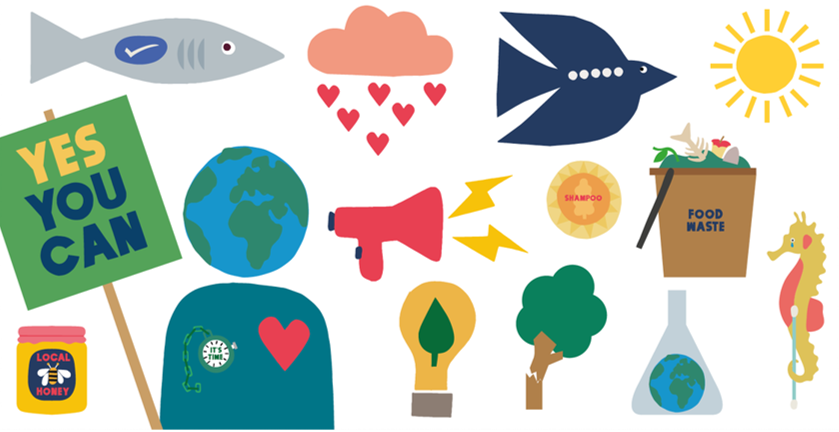 YES
YOU
CAN
SHAMPOO
FOOD
WASTE
IT'S
TIME
LOCAL
HONEY